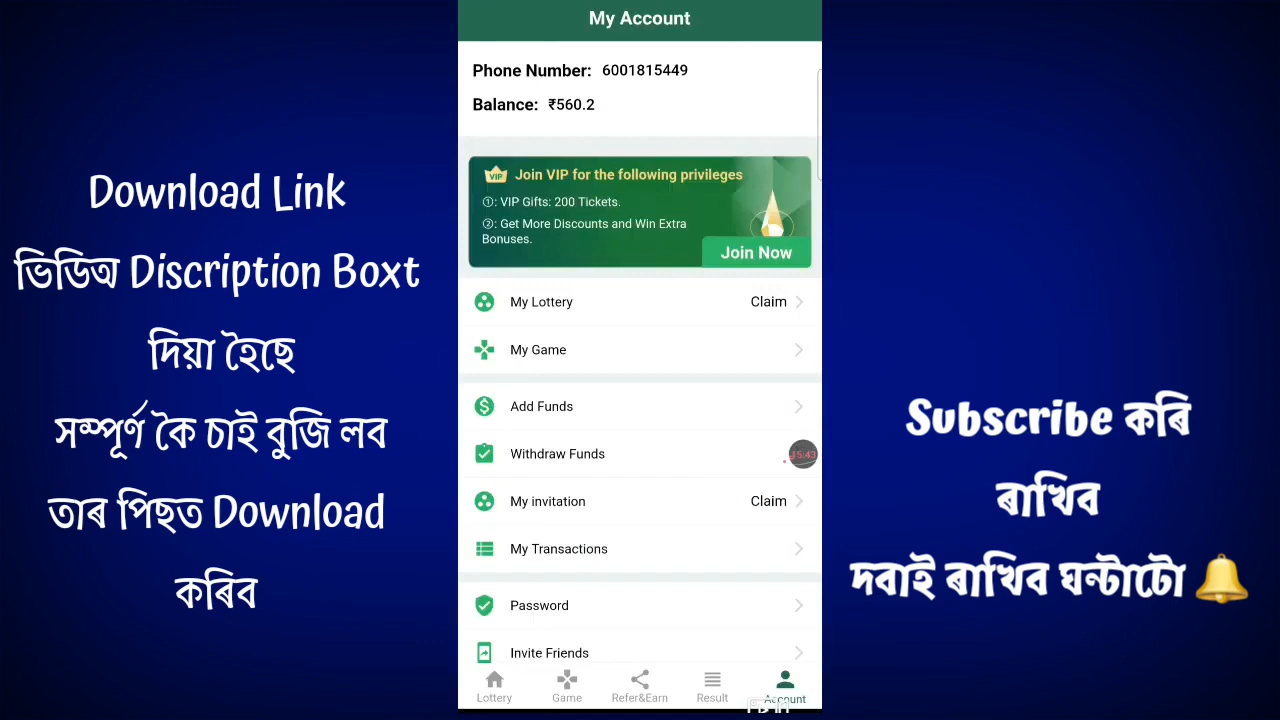 Download Link
ভিডিঅ' Discription Boxt
দিয়া হৈছে
সম্পূৰ্ণ কৈ চাই বুজি লব
তাৰ পিছত Download
কৰিব
My Account
Phone Number: 6001815449
Balance: ₹560.2
VIP Join VIP for the following privileges
①: VIP Gifts: 200 Tickets.
②: Get More Discounts and Win Extra
Bonuses.
Join Now
My Lottery Claim
My Game
Add Funds
Withdraw Funds
15:43
My invitation Claim
My Transactions
Password
Invite Friends
Lottery Game Refer&Earn Result Account
Subscribe কৰি
ৰাখিব
দবাই ৰাখিব ঘন্টাটো 🔔